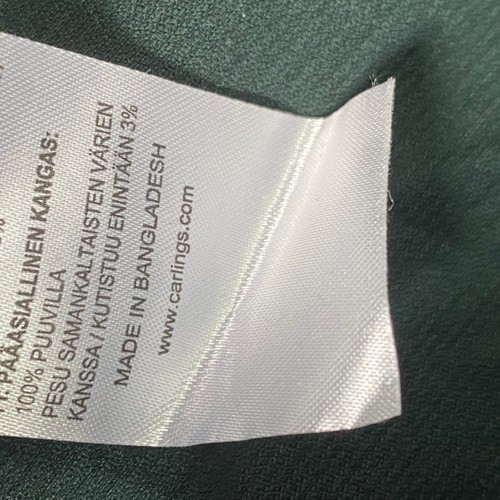 PÄÄASIALLINEN KANGAS:
100% PUUVILLA
PESU SAMANKALTAISTEN VÄRIEN
KANSSA / KUTISTUU ENINTÄÄN 3%
MADE IN BANGLADESH
www.carlings.com